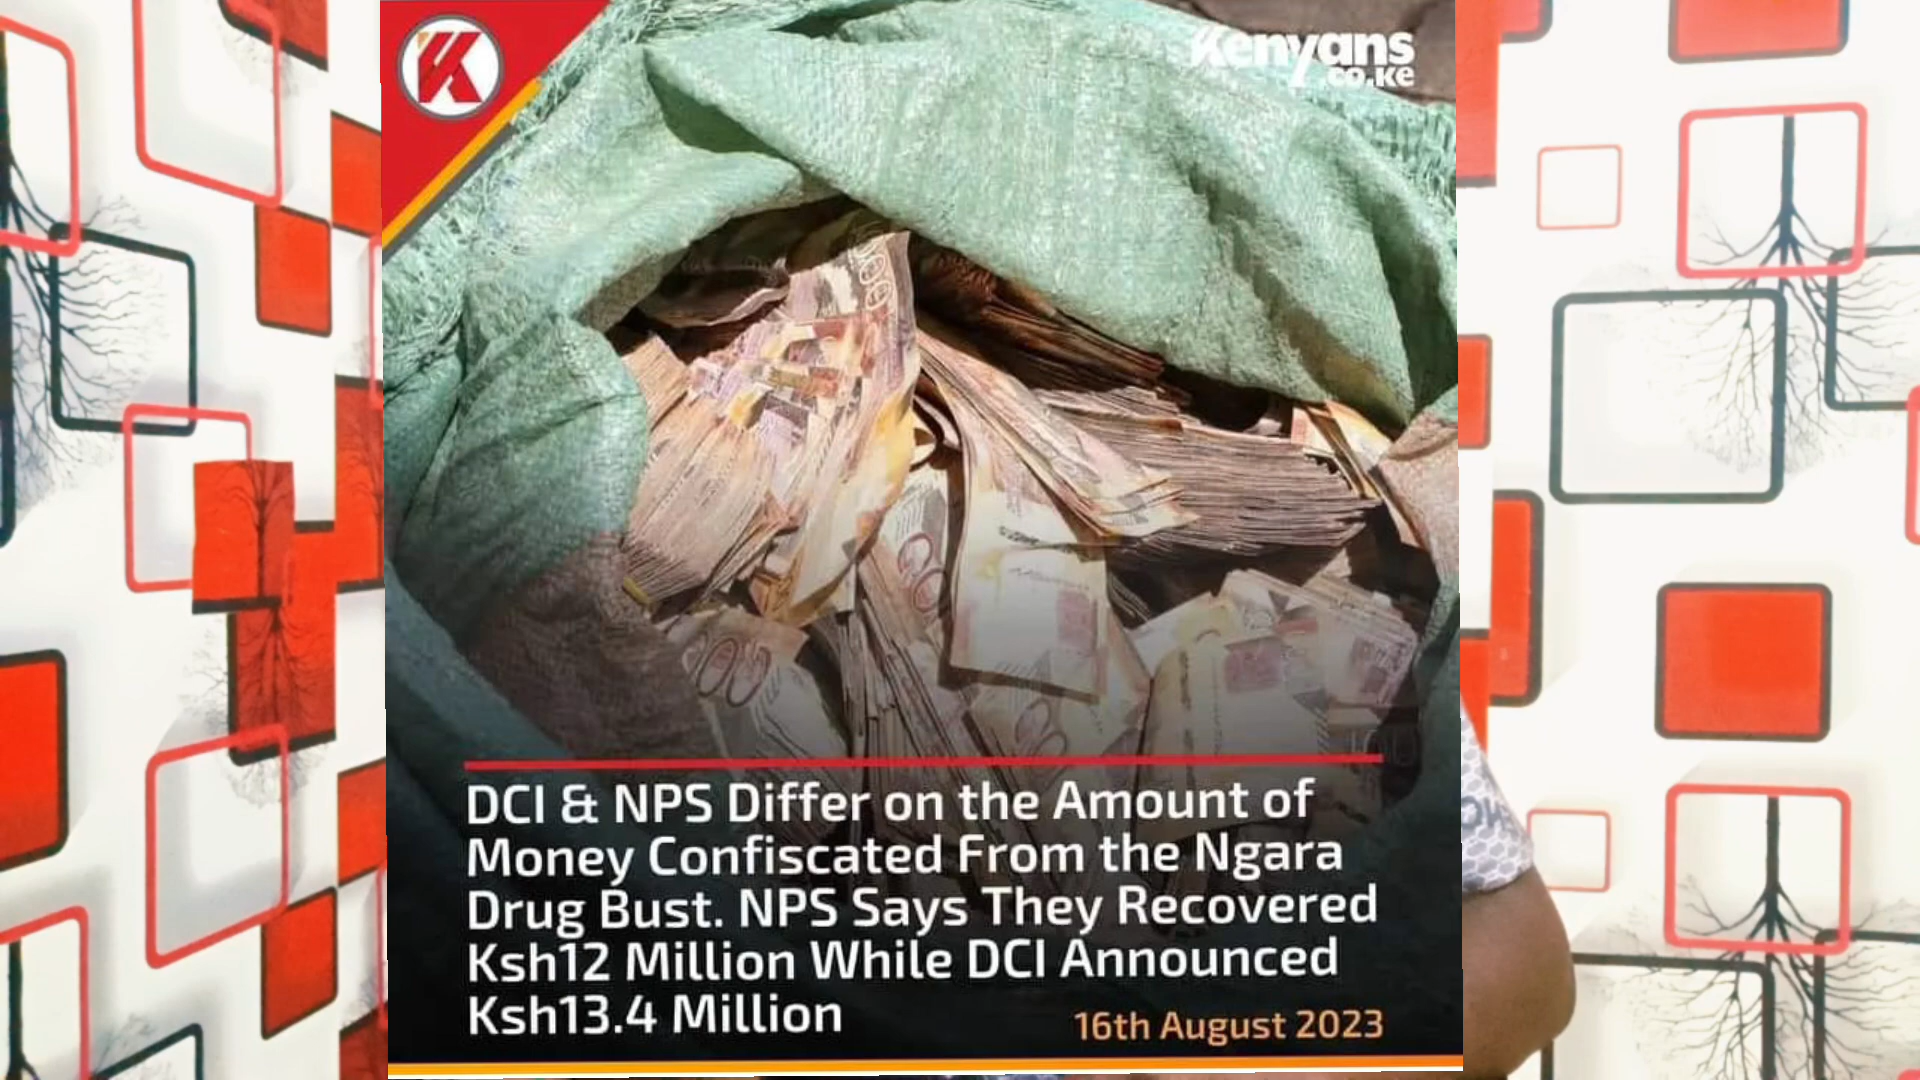 Kenyans
.co.ke
DCI & NPS Differ on the Amount of
Money Confiscated From the Ngara
Drug Bust. NPS Says They Recovered
Ksh12 Million While DCI Announced
Ksh13.4 Million
16th August 2023